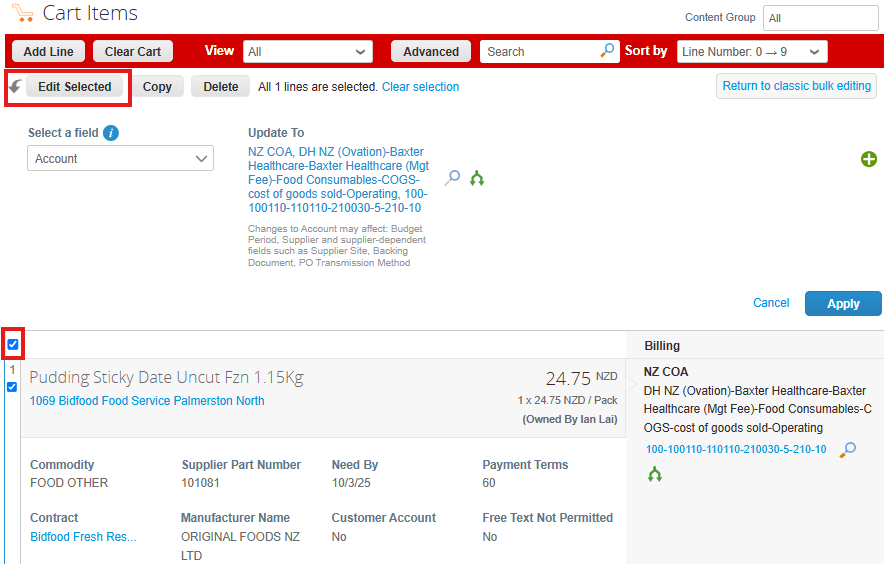 Cart Items
Content Group All
Add Line Clear Cart View All Advanced Search Sort by Line Number: 0 → 9
Edit Selected Copy Delete All 1 lines are selected. Clear selection Return to classic bulk editing
Select a field i Update To
Account
NZ COA, DH NZ (Ovation)-Baxter
Healthcare-Baxter Healthcare (Mgt
Fee)-Food Consumables-COGS-
cost of goods sold-Operating, 100-
100110-110110-210030-5-210-10
Changes to Account may affect: Budget
Period, Supplier and supplier-dependent
fields such as Supplier Site, Backing
Document, PO Transmission Method
Cancel Apply
Billing
1
Pudding Sticky Date Uncut Fzn 1.15Kg 24.75 NZD
1069 Bidfood Food Service Palmerston North 1 x 24.75 NZD / Pack
(Owned By Ian Lai)
NZ COA
DH NZ (Ovation)-Baxter Healthcare-Baxter
Healthcare (Mgt Fee)-Food Consumables-C
OGS-cost of goods sold-Operating
100-100110-110110-210030-5-210-10
Commodity Supplier Part Number Need By Payment Terms
FOOD OTHER 101081 10/3/25 60
Contract Manufacturer Name Customer Account Free Text Not Permitted
Bidfood Fresh Res... ORIGINAL FOODS NZ No No
LTD